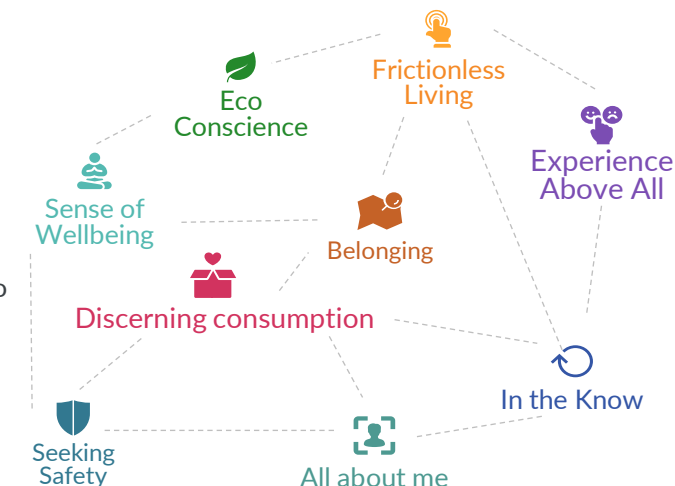 Frictionless
Living
Eco
Conscience
Experience
Above All
Sense of
Wellbeing
Belonging
Discerning consumption
In the Know
Seeking
Safety
All about me